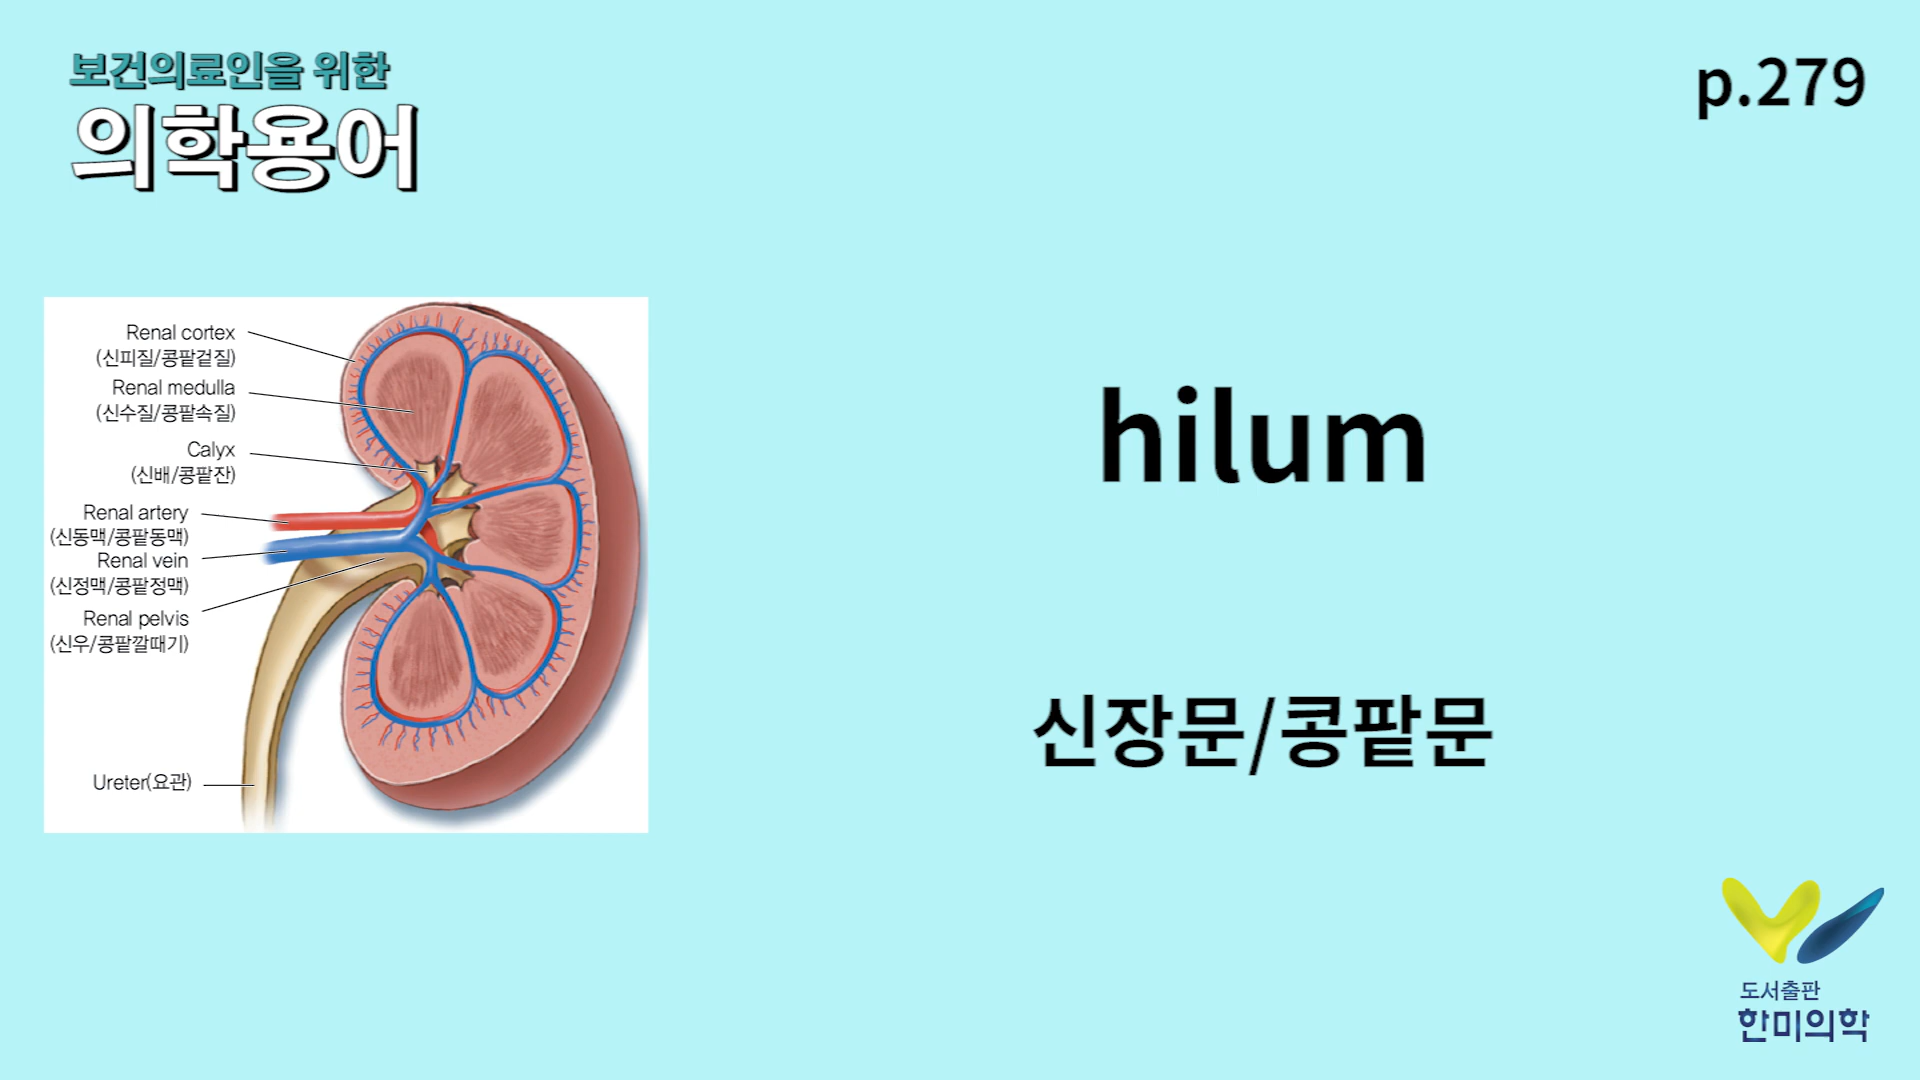 보건의료인을 위한
의학용어
p.279
Renal cortex
(신피질/콩팥겉질)
Renal medulla
(신수질/콩팥속질)
Calyx
(신배/콩팥잔)
Renal artery
(신동맥/콩팥동맥)
Renal vein
(신정맥/콩팥정맥)
Renal pelvis
(신우/콩팥깔때기)
Ureter(요관)
hilum
신장문/콩팥문
도서출판
한미의학